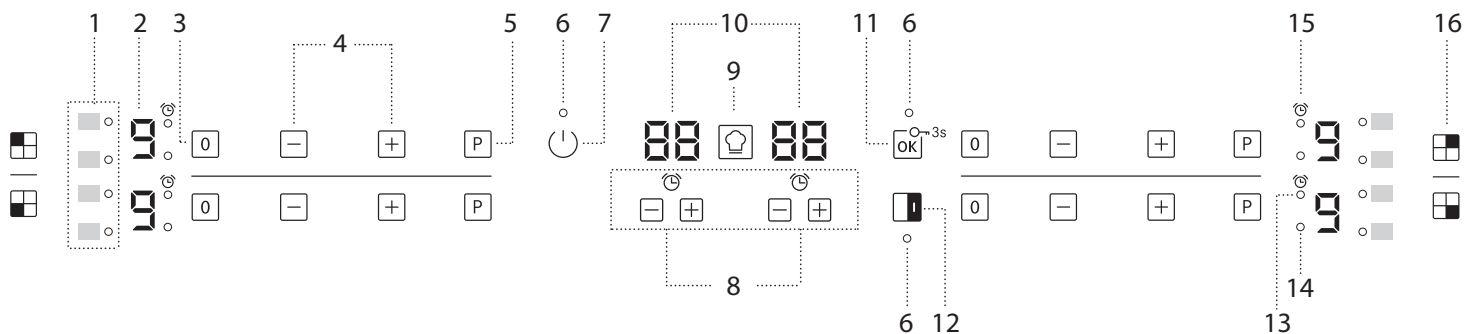 1 2 3 4 5 6 7 10 11 6 15 16
9
9 0 − + P 88 88 OK 3s 0 − + P 9
9 0 − + P − + − + I 0 − + P 9
8
6 12 13 14